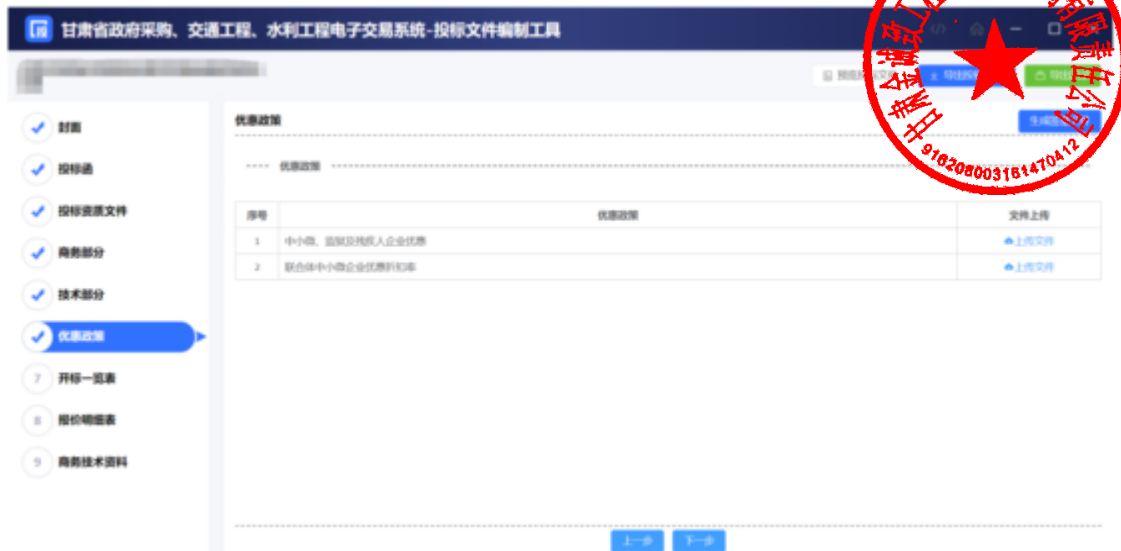 甘肃省政府采购、交通工程、水利工程电子交易系统-投标文件编制工具
封面
投标函
投标资质文件
商务部分
技术部分
优惠政策
7 开标一览表
8 报价明细表
9 商务技术资料
优惠政策
优惠政策
序号 优惠政策 文件上传
1 中小微、监狱及残疾人企业优惠 上传文件
2 联合体中小微企业优惠折扣率 上传文件
上一步 下一步
916208003161470412